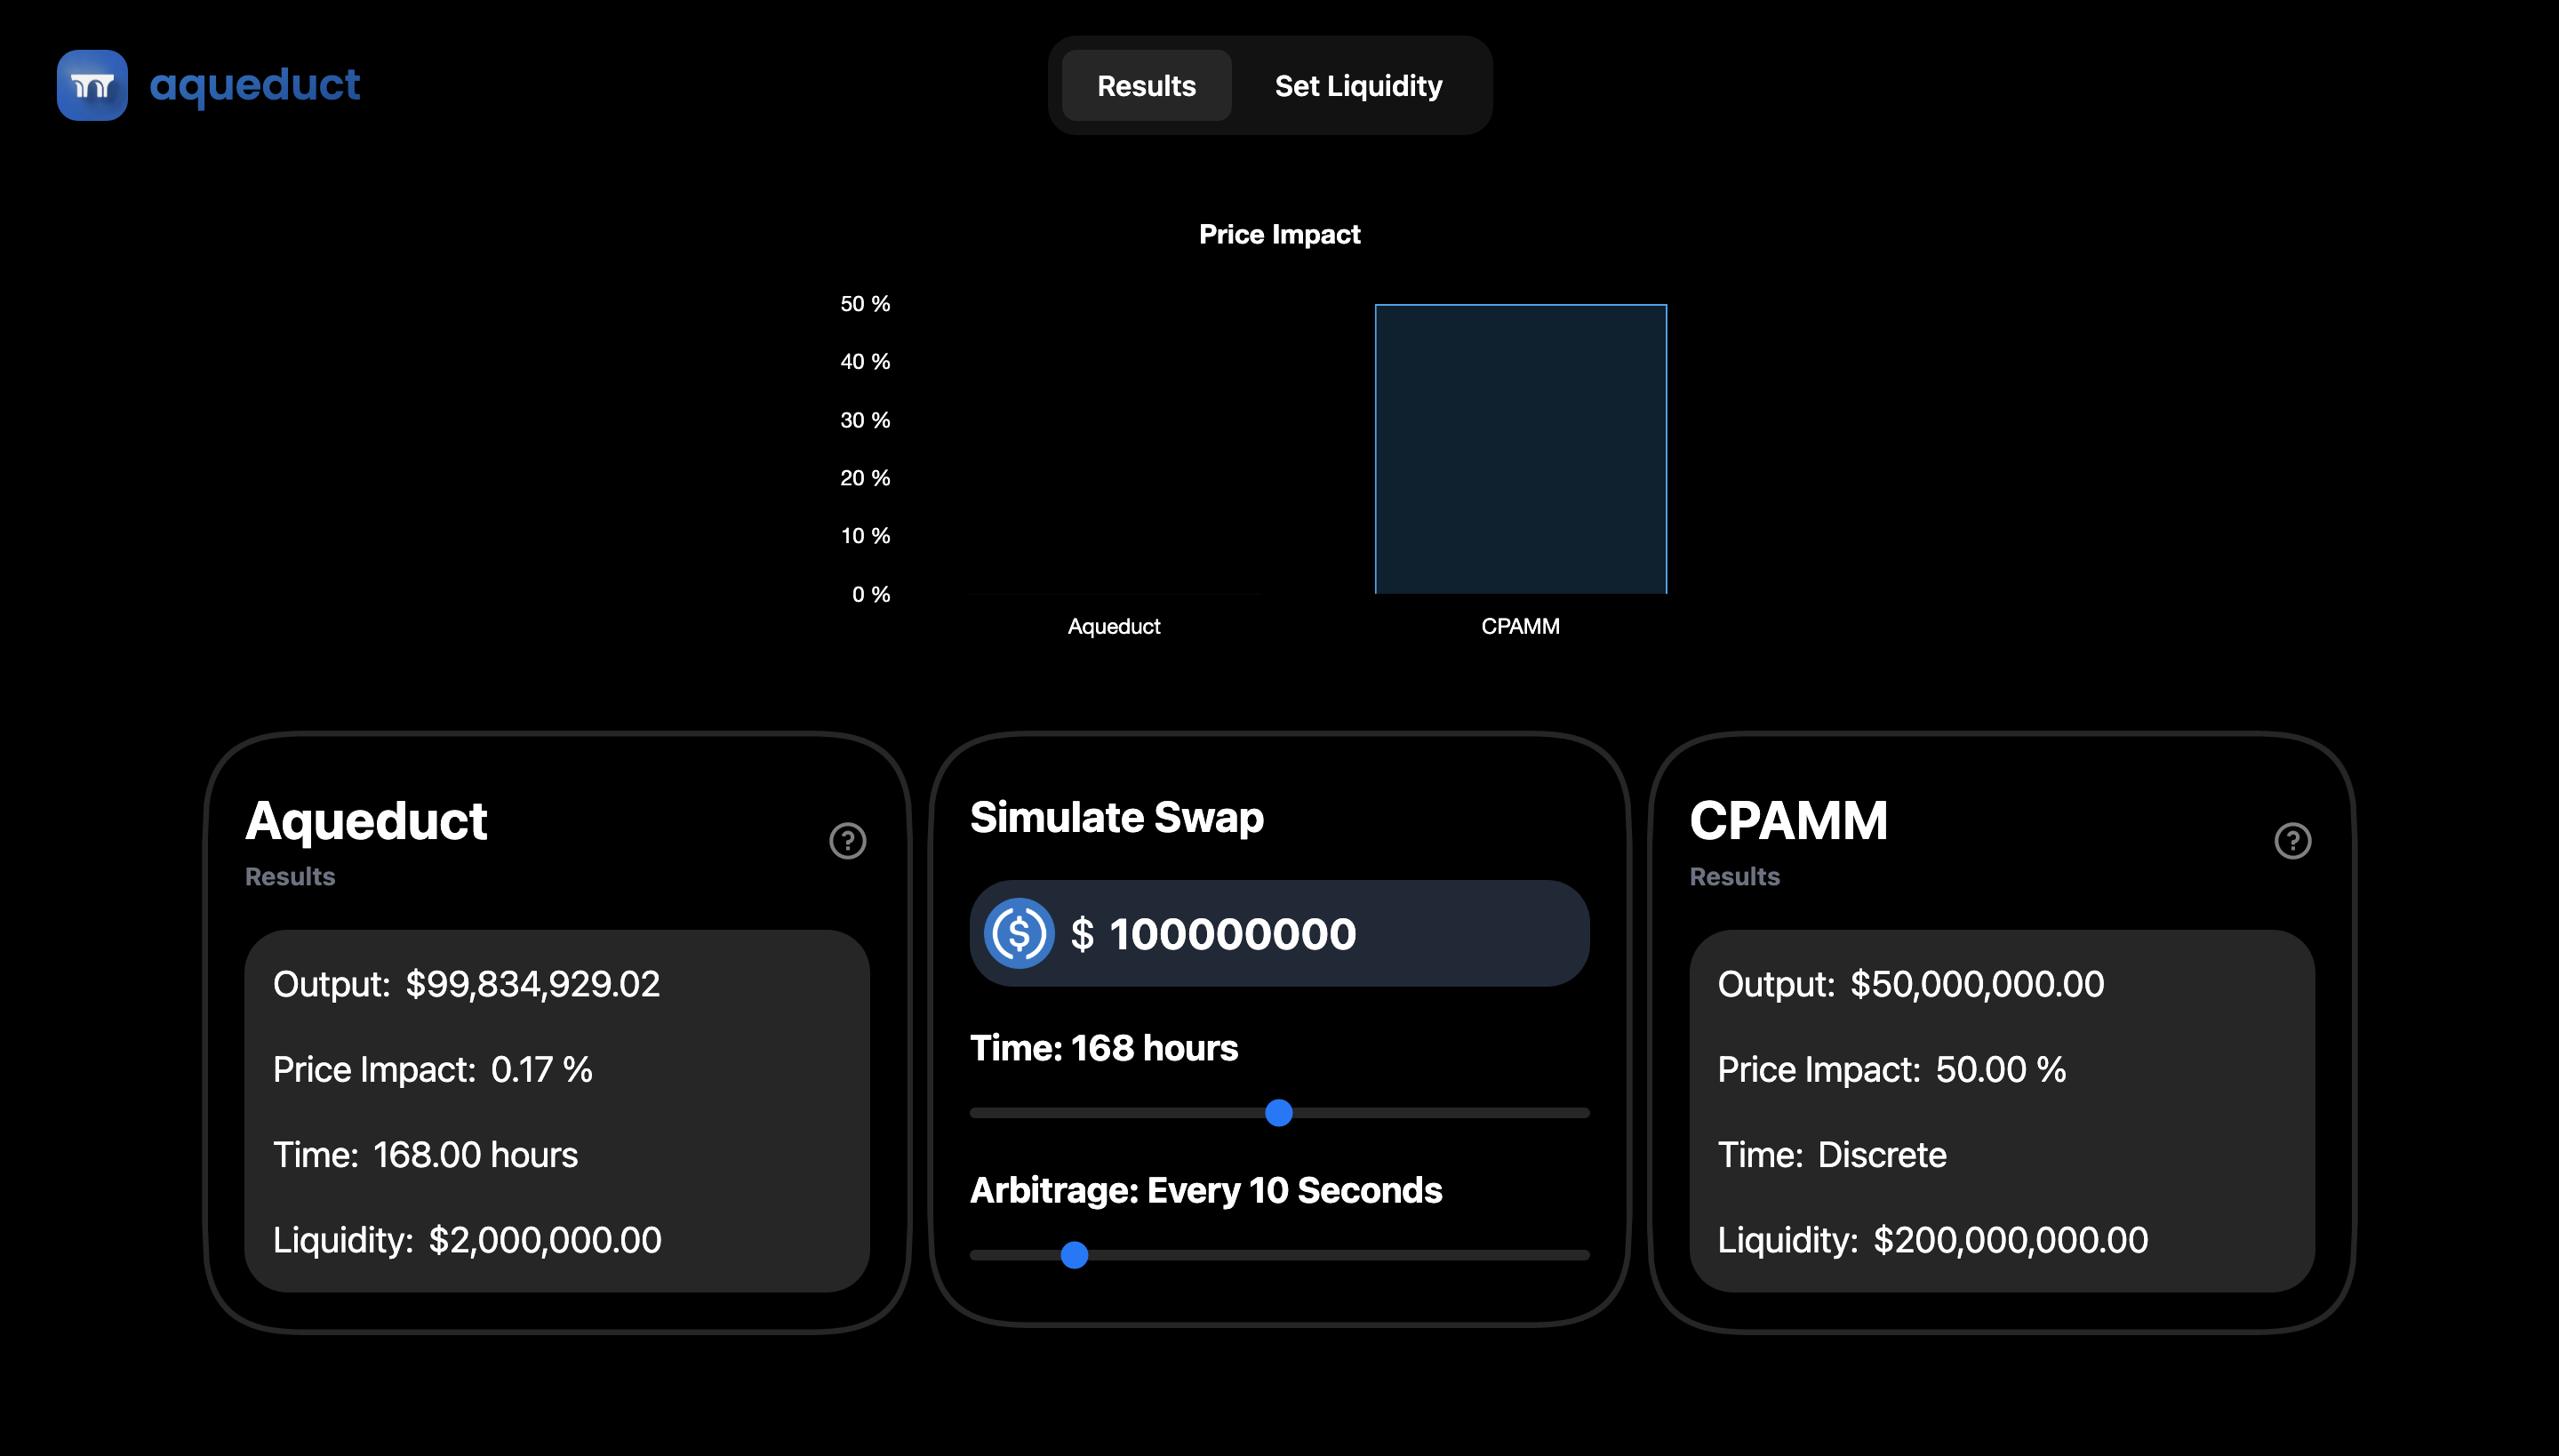 aqueduct
Results
Set Liquidity
Price Impact
50 %
40 %
30 %
20 %
10 %
0 %
Aqueduct
CPAMM
Aqueduct
?
Results
Output: $99,834,929.02
Price Impact: 0.17 %
Time: 168.00 hours
Liquidity: $2,000,000.00
Simulate Swap
$ $ 100000000
Time: 168 hours
Arbitrage: Every 10 Seconds
CPAMM
?
Results
Output: $50,000,000.00
Price Impact: 50.00 %
Time: Discrete
Liquidity: $200,000,000.00